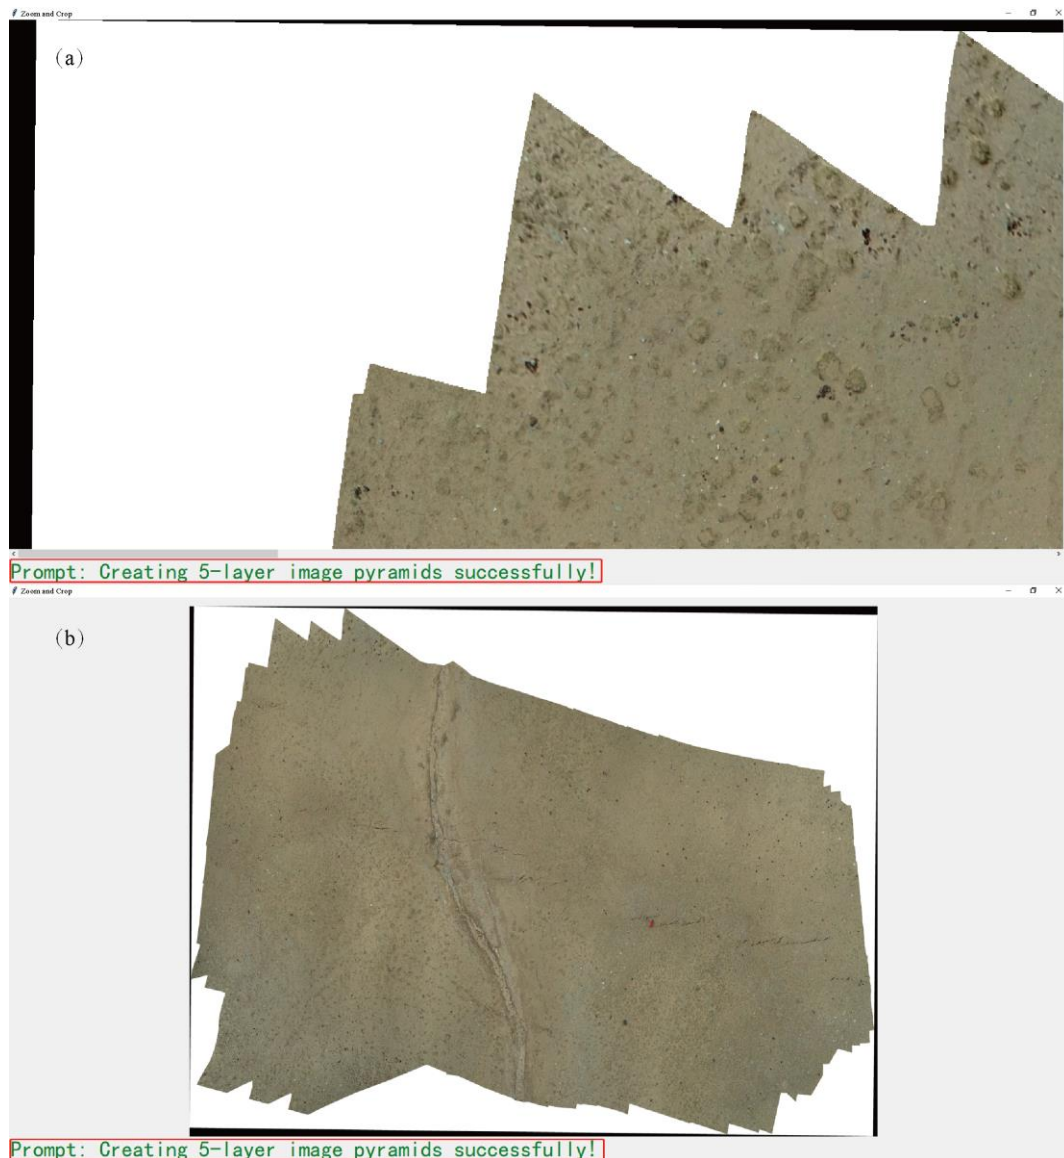 Zoom and Crop
(a)
Prompt: Creating 5-layer image pyramids successfully!
Zoom and Crop
(b)
Prompt: Creating 5-layer image pyramids successfully!